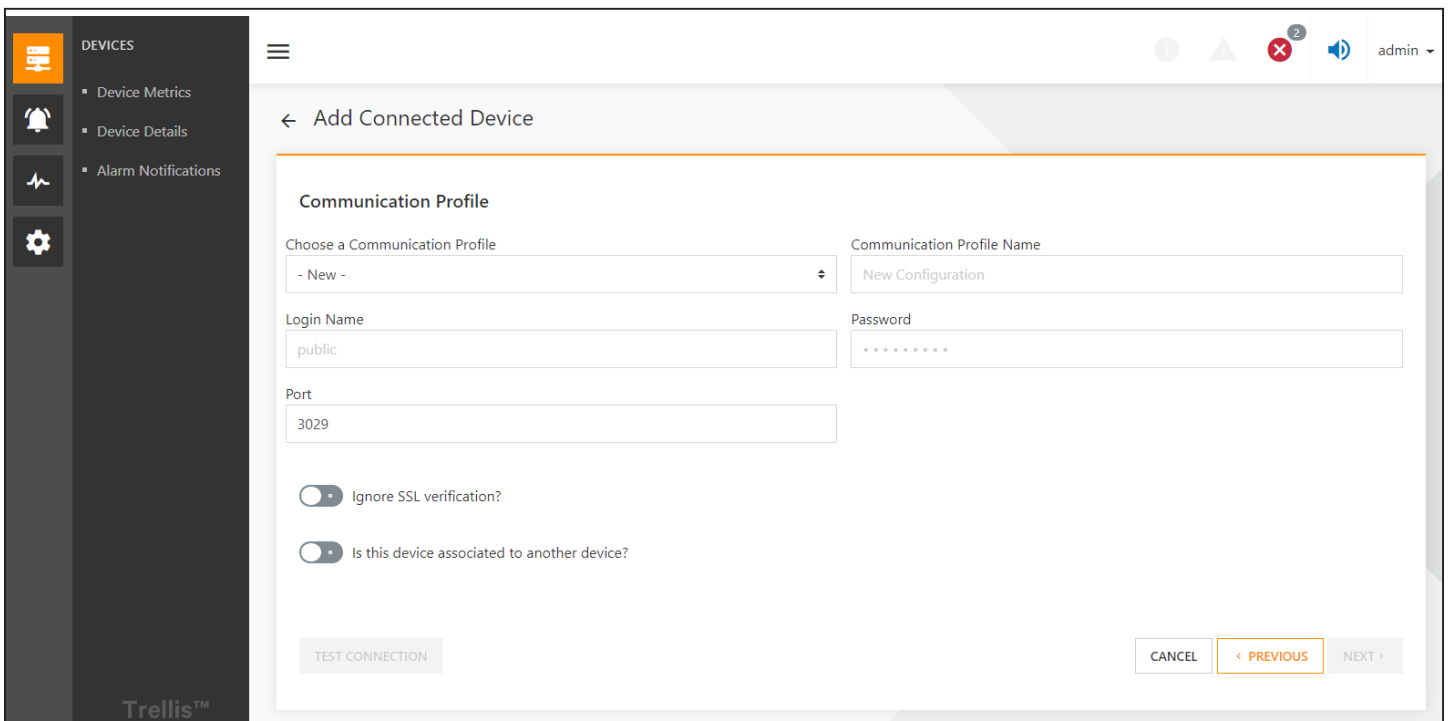 DEVICES
Device Metrics
Device Details
Alarm Notifications
Trellis™
2
admin
Add Connected Device
Communication Profile
Choose a Communication Profile
Communication Profile Name
- New -
New Configuration
Login Name
Password
public
Port
3029
Ignore SSL verification?
Is this device associated to another device?
TEST CONNECTION
CANCEL
‹ PREVIOUS
NEXT ›